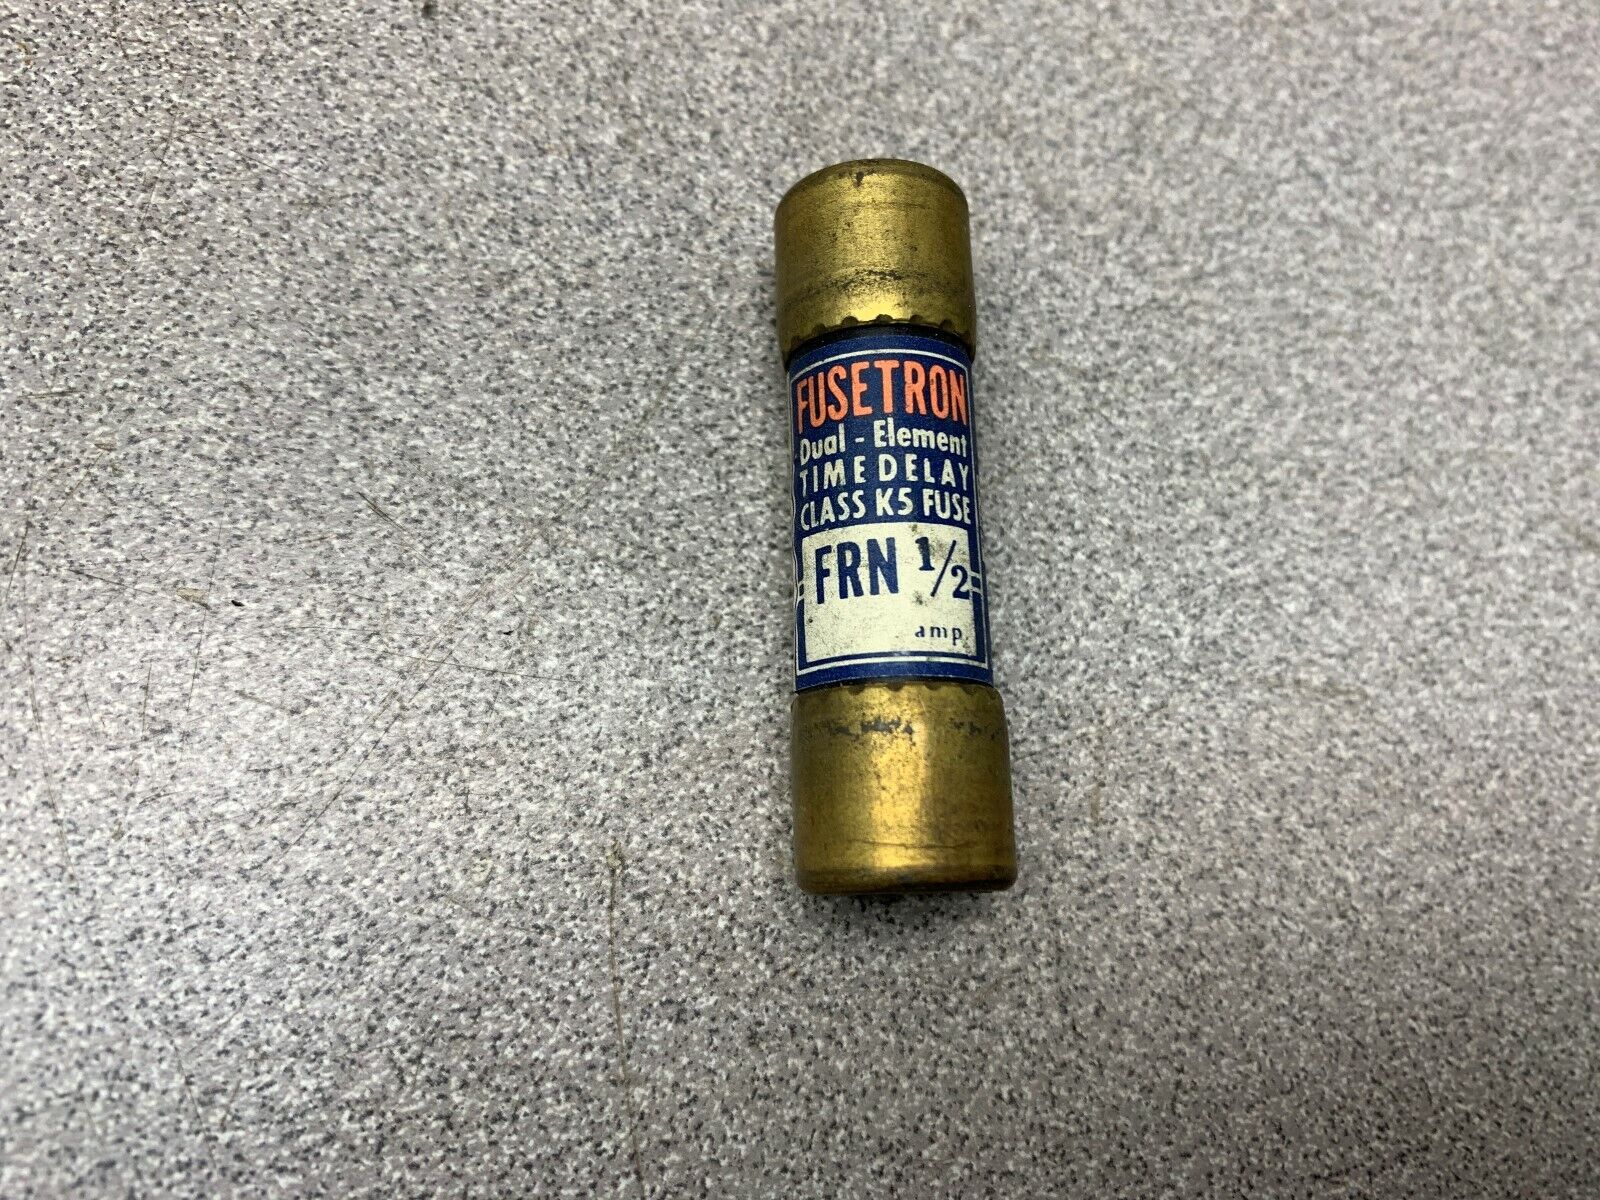 FUSETRON
Dual - Element
TIME DELAY
CLASS K5 FUSE
FRN 1/2
amp.